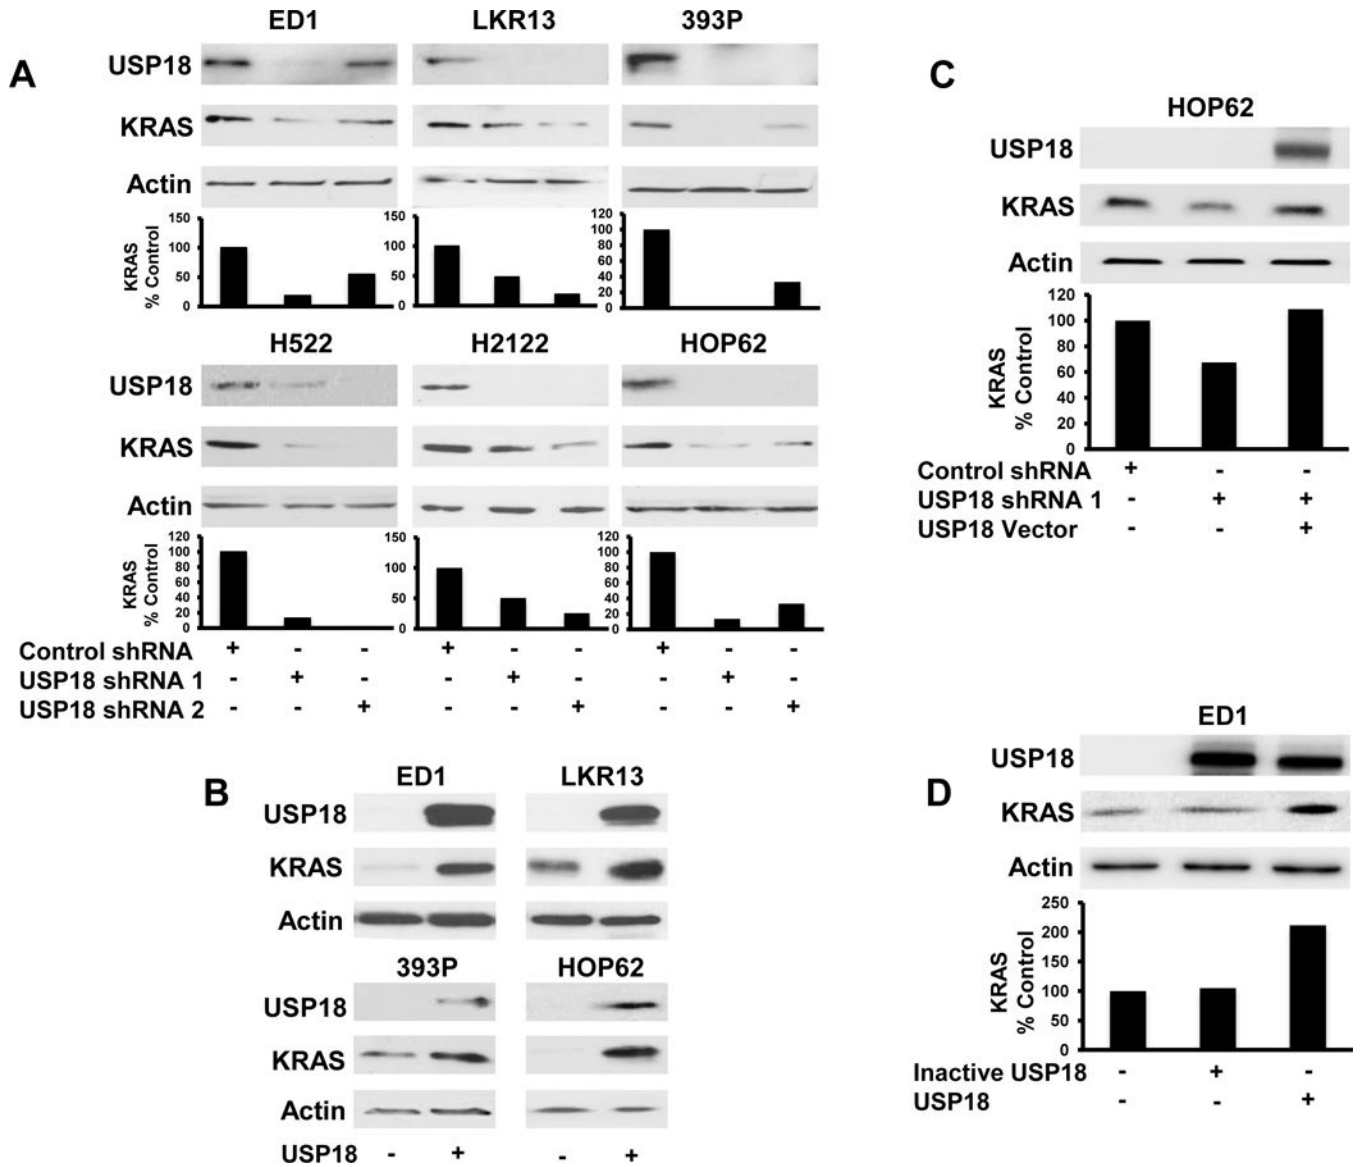 A
ED1 LKR13 393P
USP18
KRAS
Actin
KRAS
% Control
150
100
50
0
150
100
50
0
120
100
80
60
40
20
0
H522 H2122 HOP62
USP18
KRAS
Actin
KRAS
% Control
120
100
80
60
40
20
0
150
100
50
0
120
100
80
60
40
20
0
Control shRNA + - - + - - + - -
USP18 shRNA 1 - + - - + - - + -
USP18 shRNA 2 - - + - - + - - +
B
ED1 LKR13
USP18
KRAS
Actin
393P HOP62
USP18
KRAS
Actin
USP18 - + - +
C
HOP62
USP18
KRAS
Actin
KRAS
% Control
120
100
80
60
40
20
0
Control shRNA + - -
USP18 shRNA 1 - + +
USP18 Vector - - +
D
ED1
USP18
KRAS
Actin
KRAS
% Control
250
200
150
100
50
0
Inactive USP18 - + -
USP18 - - +